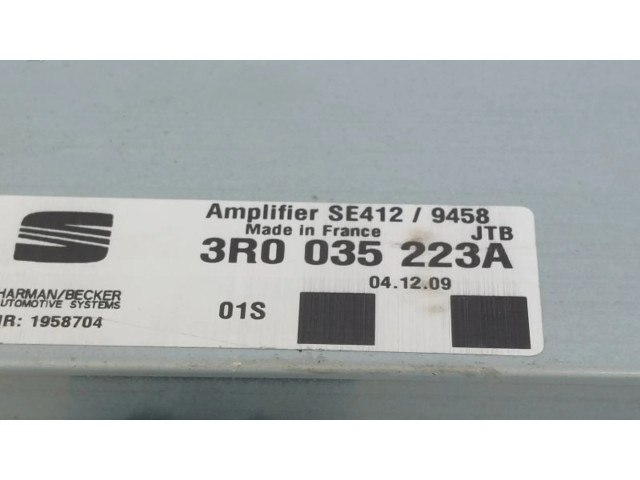 Amplifier SE412 / 9458
Made in France JTB
3R0 035 223A
04.12.09
HARMAN/BECKER
AUTOMOTIVE SYSTEMS
01S
NR: 1958704